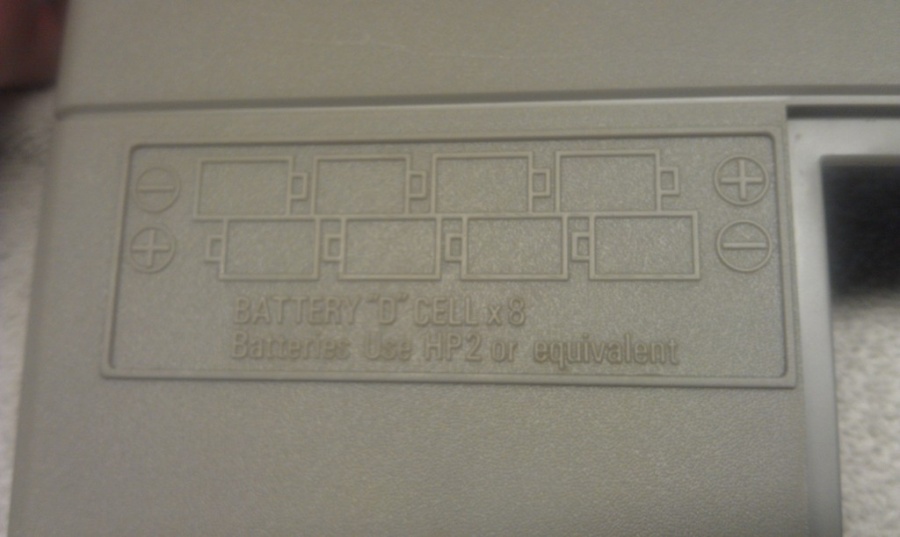 BATTERY "D" CELL x 8
Batteries Use HP2 or equivalent